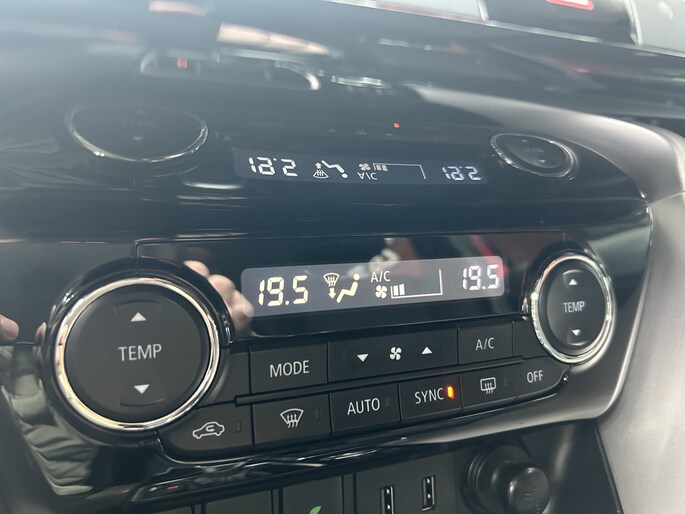 19.5 A/C 19.5
TEMP
TEMP
MODE
A/C
AUTO
SYNC
OFF